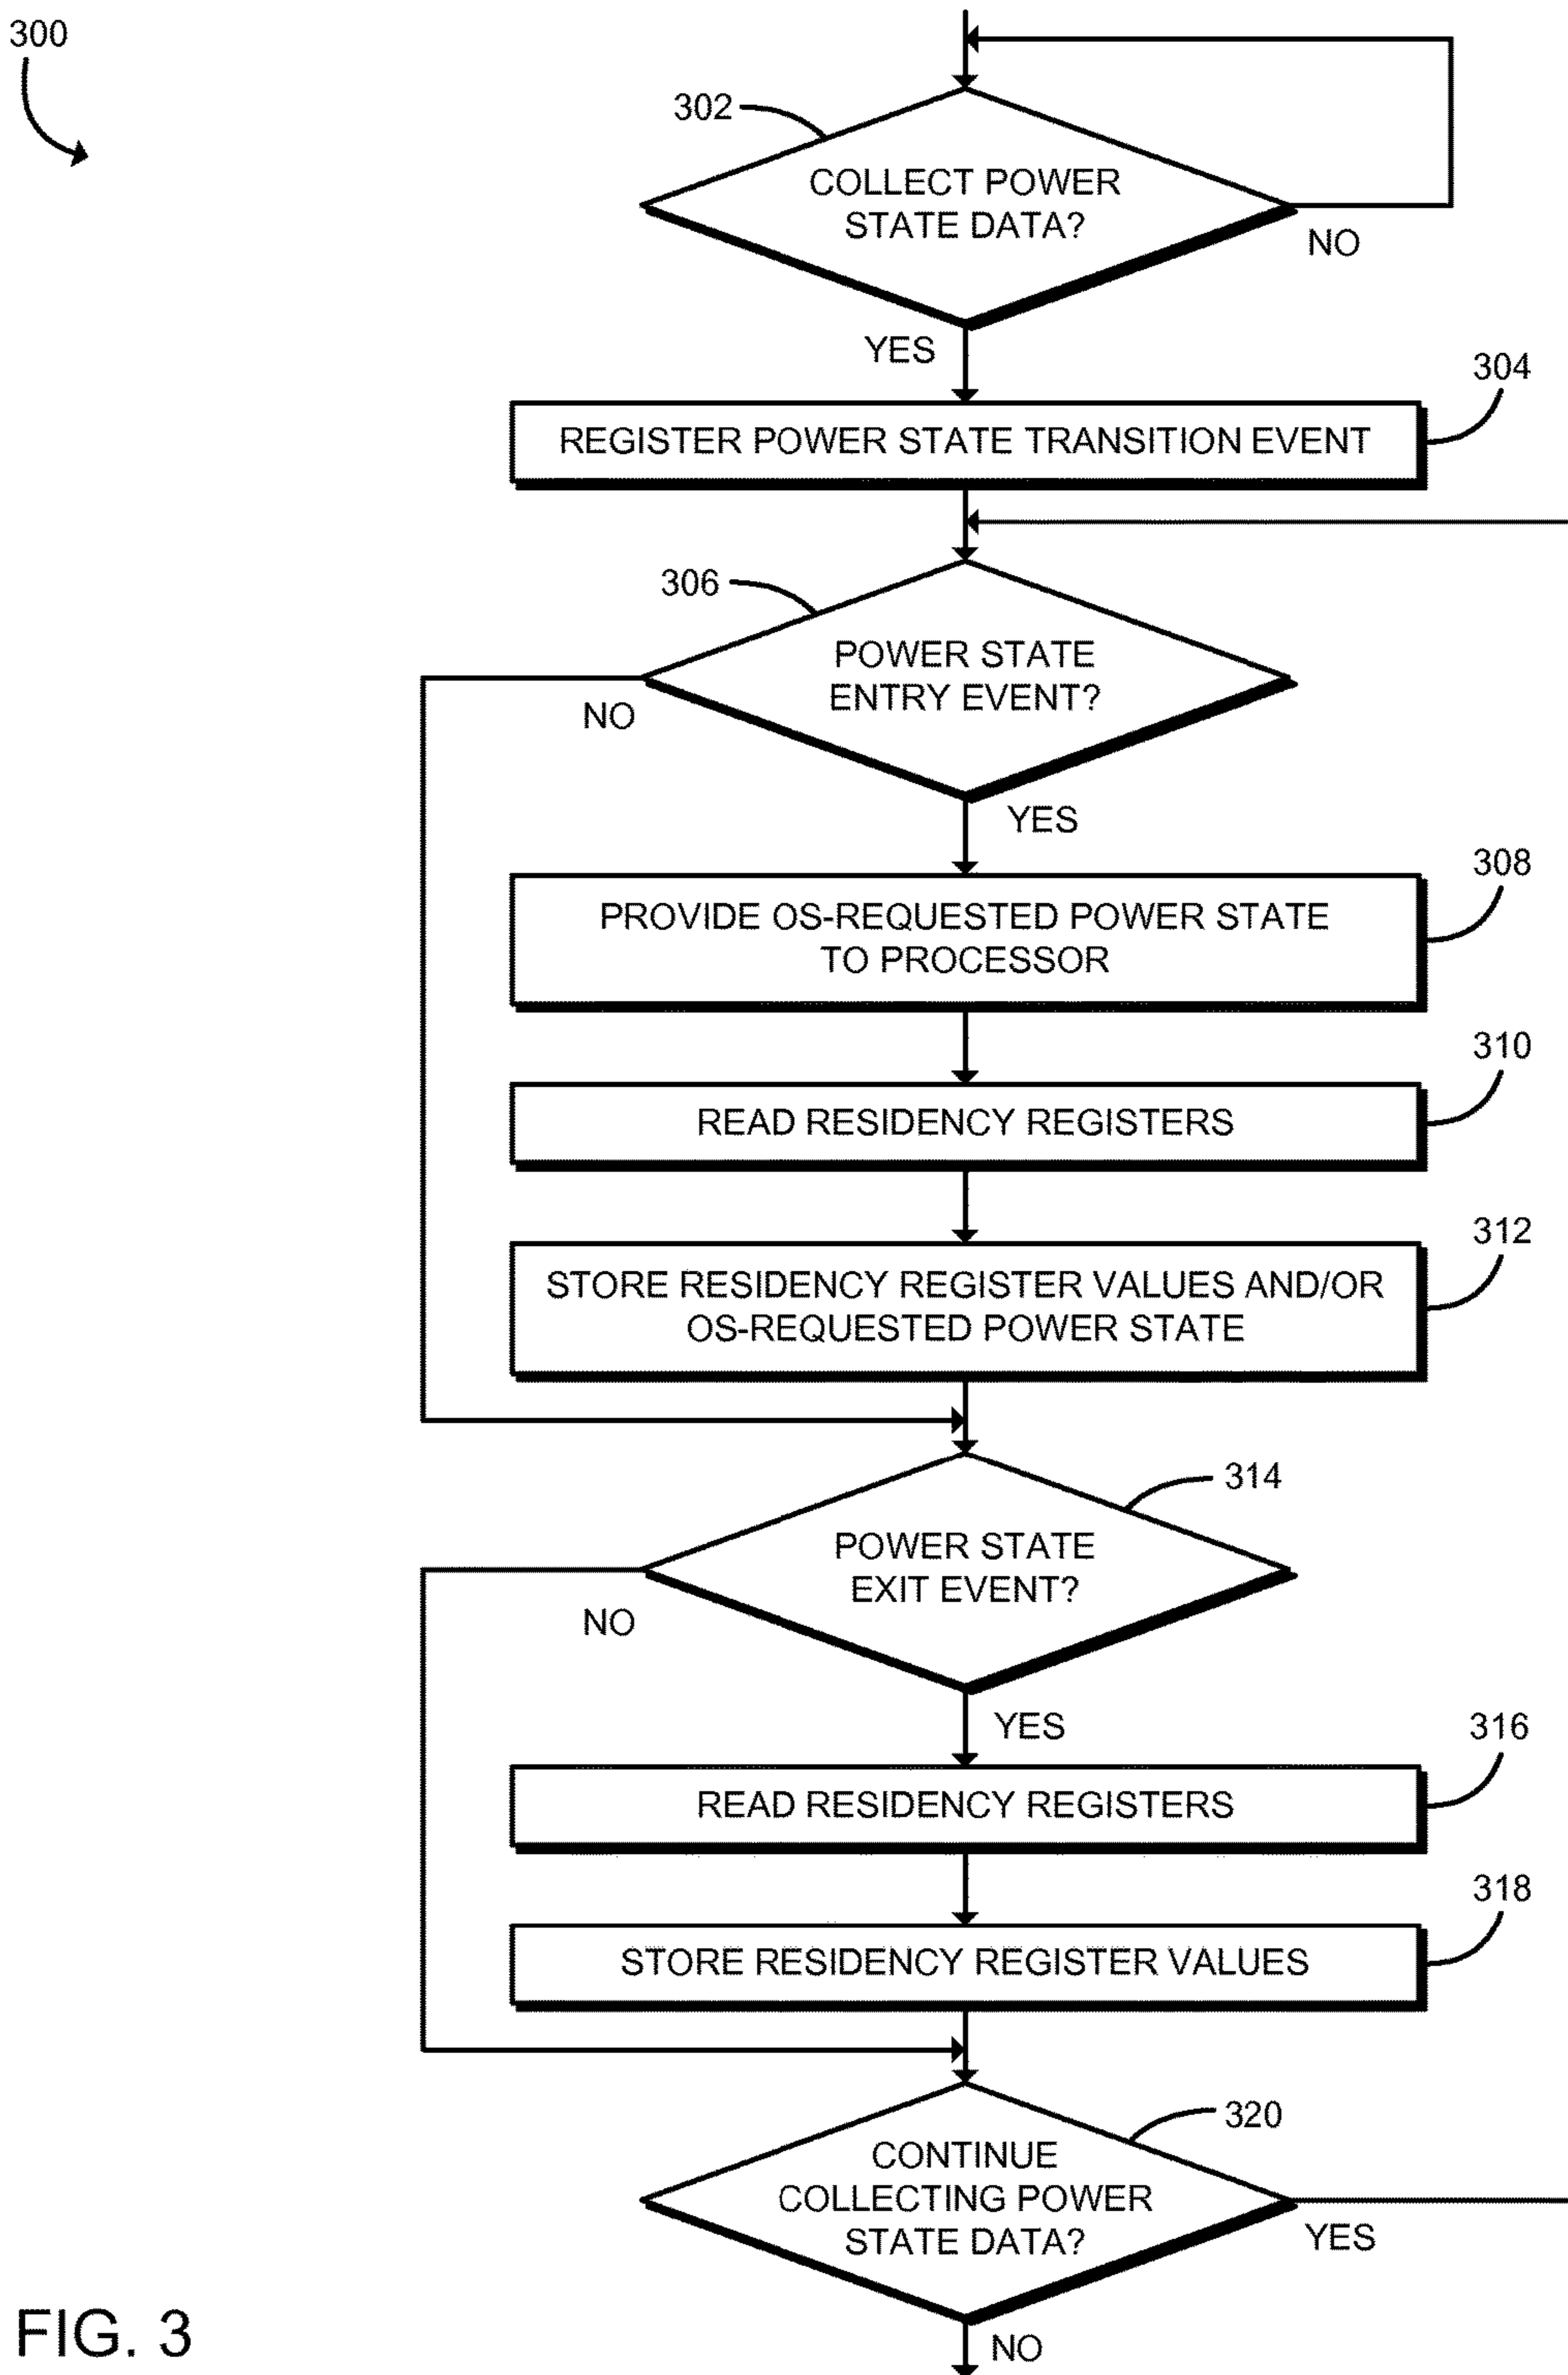 300
302
COLLECT POWER
STATE DATA?
NO
YES
304
REGISTER POWER STATE TRANSITION EVENT
306
POWER STATE
ENTRY EVENT?
NO
YES
308
PROVIDE OS-REQUESTED POWER STATE
TO PROCESSOR
310
READ RESIDENCY REGISTERS
312
STORE RESIDENCY REGISTER VALUES AND/OR
OS-REQUESTED POWER STATE
314
POWER STATE
EXIT EVENT?
NO
YES
316
READ RESIDENCY REGISTERS
318
STORE RESIDENCY REGISTER VALUES
320
CONTINUE
COLLECTING POWER
STATE DATA?
YES
NO
FIG. 3